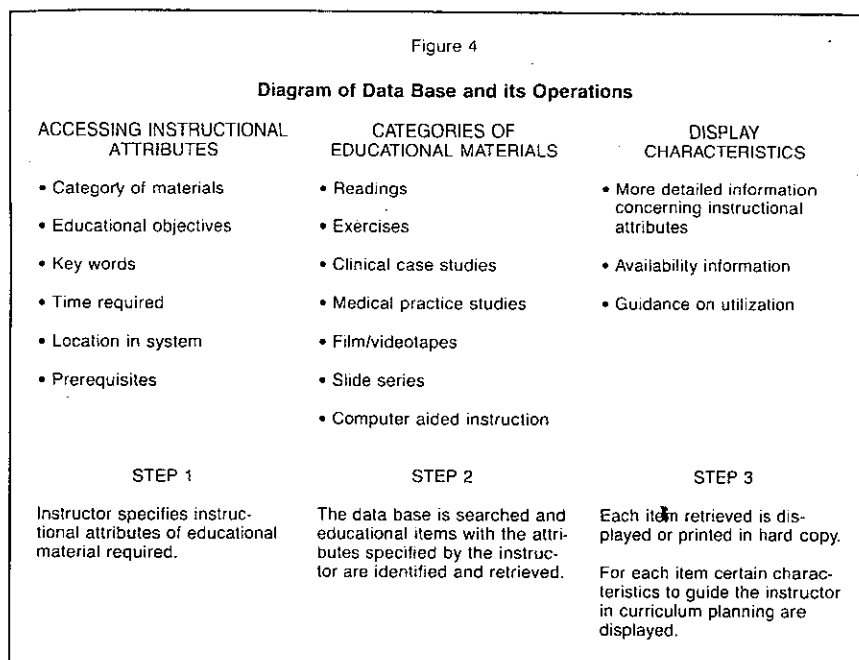 Figure 4
Diagram of Data Base and its Operations
ACCESSING INSTRUCTIONAL
ATTRIBUTES
• Category of materials
• Educational objectives
• Key words
• Time required
• Location in system
• Prerequisites
CATEGORIES OF
EDUCATIONAL MATERIALS
• Readings
• Exercises
• Clinical case studies
• Medical practice studies
• Film/videotapes
• Slide series
• Computer aided instruction
DISPLAY
CHARACTERISTICS
• More detailed information
concerning instructional
attributes
• Availability information
• Guidance on utilization
STEP 1
Instructor specifies instruc-
tional attributes of educational
material required.
STEP 2
The data base is searched and
educational items with the attri-
butes specified by the instruc-
tor are identified and retrieved.
STEP 3
Each item retrieved is dis-
played or printed in hard copy.
For each item certain charac-
teristics to guide the instructor
in curriculum planning are
displayed.